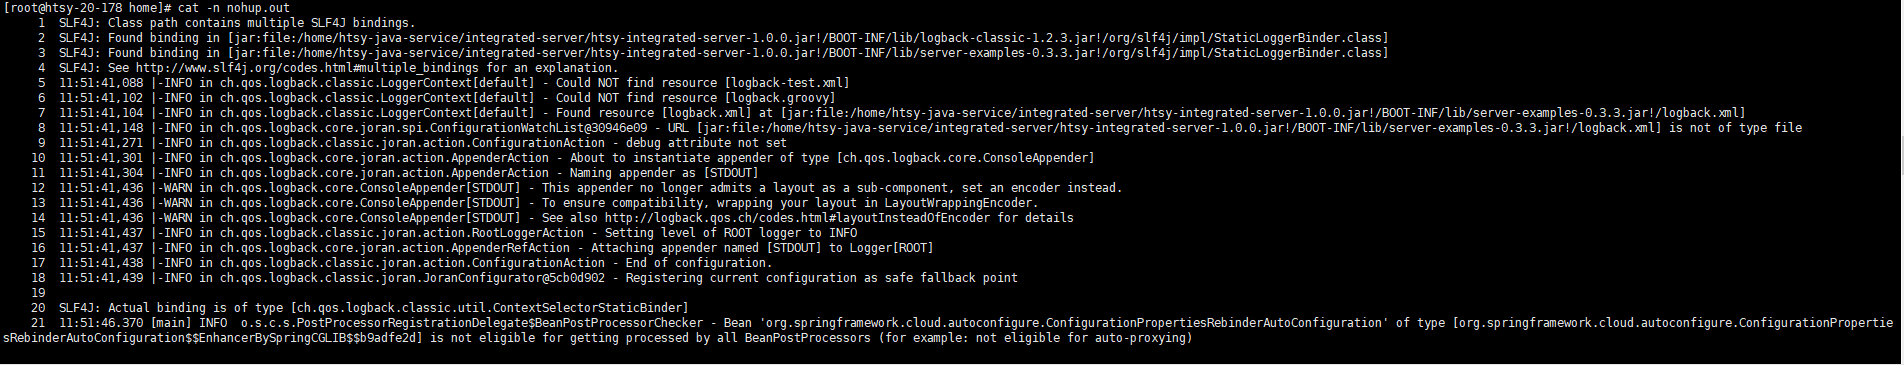 [root@htsy-20-178 home]# cat -n nohup.out
1 SLF4J: Class path contains multiple SLF4J bindings.
2 SLF4J: Found binding in [jar:file:/home/htsy-java-service/integrated-server/htsy-integrated-server-1.0.0.jar!/BOOT-INF/lib/logback-classic-1.2.3.jar!/org/slf4j/impl/StaticLoggerBinder.class]
3 SLF4J: Found binding in [jar:file:/home/htsy-java-service/integrated-server/htsy-integrated-server-1.0.0.jar!/BOOT-INF/lib/server-examples-0.3.3.jar!/org/slf4j/impl/StaticLoggerBinder.class]
4 SLF4J: See http://www.slf4j.org/codes.html#multiple_bindings for an explanation.
5 11:51:41,088 |-INFO in ch.qos.logback.classic.LoggerContext[default] - Could NOT find resource [logback-test.xml]
6 11:51:41,102 |-INFO in ch.qos.logback.classic.LoggerContext[default] - Could NOT find resource [logback.groovy]
7 11:51:41,104 |-INFO in ch.qos.logback.classic.LoggerContext[default] - Found resource [logback.xml] at [jar:file:/home/htsy-java-service/integrated-server/htsy-integrated-server-1.0.0.jar!/BOOT-INF/lib/server-examples-0.3.3.jar!/logback.xml]
8 11:51:41,148 |-INFO in ch.qos.logback.core.joran.spi.ConfigurationWatchList@30946e09 - URL [jar:file:/home/htsy-java-service/integrated-server/htsy-integrated-server-1.0.0.jar!/BOOT-INF/lib/server-examples-0.3.3.jar!/logback.xml] is not of type file
9 11:51:41,271 |-INFO in ch.qos.logback.classic.joran.action.ConfigurationAction - debug attribute not set
10 11:51:41,301 |-INFO in ch.qos.logback.core.joran.action.AppenderAction - About to instantiate appender of type [ch.qos.logback.core.ConsoleAppender]
11 11:51:41,304 |-INFO in ch.qos.logback.core.joran.action.AppenderAction - Naming appender as [STDOUT]
12 11:51:41,436 |-WARN in ch.qos.logback.core.ConsoleAppender[STDOUT] - This appender no longer admits a layout as a sub-component, set an encoder instead.
13 11:51:41,436 |-WARN in ch.qos.logback.core.ConsoleAppender[STDOUT] - To ensure compatibility, wrapping your layout in LayoutWrappingEncoder.
14 11:51:41,436 |-WARN in ch.qos.logback.core.ConsoleAppender[STDOUT] - See also http://logback.qos.ch/codes.html#layoutInsteadOfEncoder for details
15 11:51:41,437 |-INFO in ch.qos.logback.classic.joran.action.RootLoggerAction - Setting level of ROOT logger to INFO
16 11:51:41,437 |-INFO in ch.qos.logback.core.joran.action.AppenderRefAction - Attaching appender named [STDOUT] to Logger[ROOT]
17 11:51:41,438 |-INFO in ch.qos.logback.classic.joran.action.ConfigurationAction - End of configuration.
18 11:51:41,439 |-INFO in ch.qos.logback.classic.joran.JoranConfigurator@5cb0d902 - Registering current configuration as safe fallback point
19
20 SLF4J: Actual binding is of type [ch.qos.logback.classic.util.ContextSelectorStaticBinder]
21 11:51:46.370 [main] INFO  o.s.c.s.PostProcessorRegistrationDelegate$BeanPostProcessorChecker - Bean 'org.springframework.cloud.autoconfigure.ConfigurationPropertiesRebinderAutoConfiguration' of type [org.springframework.cloud.autoconfigure.ConfigurationPropertie
sRebinderAutoConfiguration$$EnhancerBySpringCGLIB$$b9adfe2d] is not eligible for getting processed by all BeanPostProcessors (for example: not eligible for auto-proxying)